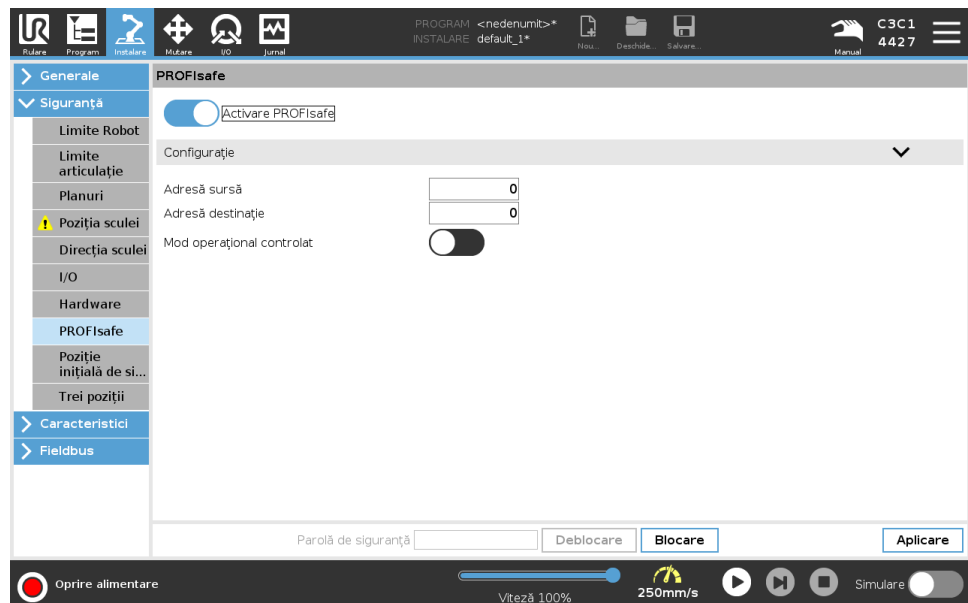 PROGRAM <nedenumit>*
INSTALARE default_1*
Rulare Program Instalare Mutare I/O Jurnal Nou... Deschide... Salvare... Manual
C3C1
4427
Generale
Siguranță
Limite Robot
Limite
articulație
Planuri
Poziția sculei
Direcția sculei
I/O
Hardware
PROFIsafe
Poziție
inițială de si...
Trei poziții
Caracteristici
Fieldbus
PROFIsafe
Activare PROFIsafe
Configurație
Adresă sursă 0
Adresă destinație 0
Mod operațional controlat
Parolă de siguranță Deblocare Blocare Aplicare
Oprire alimentare
Viteză 100%
250mm/s
Simulare